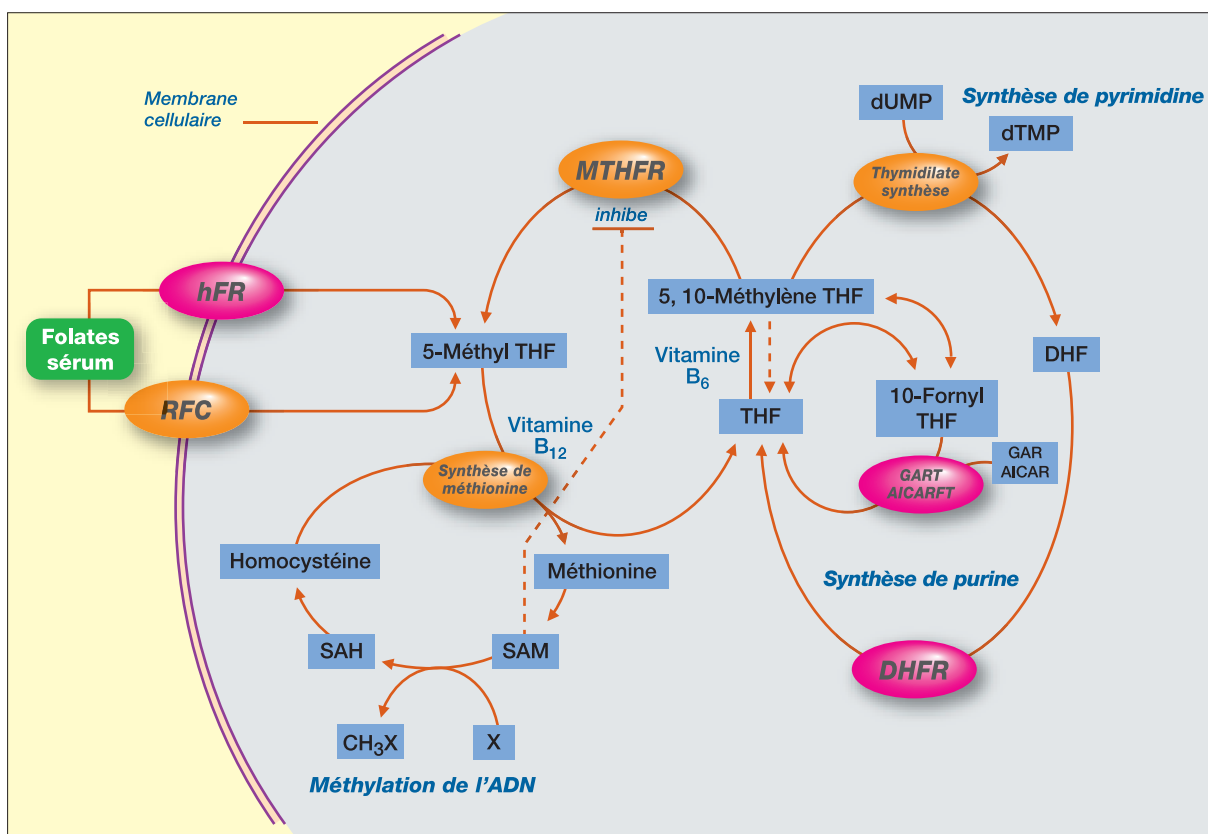 Membrane
cellulaire
dUMP
Synthèse de pyrimidine
dTMP
MTHFR
Thymidilate
synthèse
inhibe
hFR
5, 10-Méthylène THF
Folates
sérum
5-Méthyl THF
Vitamine
B6
DHF
RFC
THF
10-Fornyl
THF
Vitamine
B12
GAR
AICAR
Synthèse de
méthionine
GART
AICARFT
Homocystéine
Méthionine
Synthèse de purine
SAH
SAM
DHFR
CH3X
X
Méthylation de l'ADN